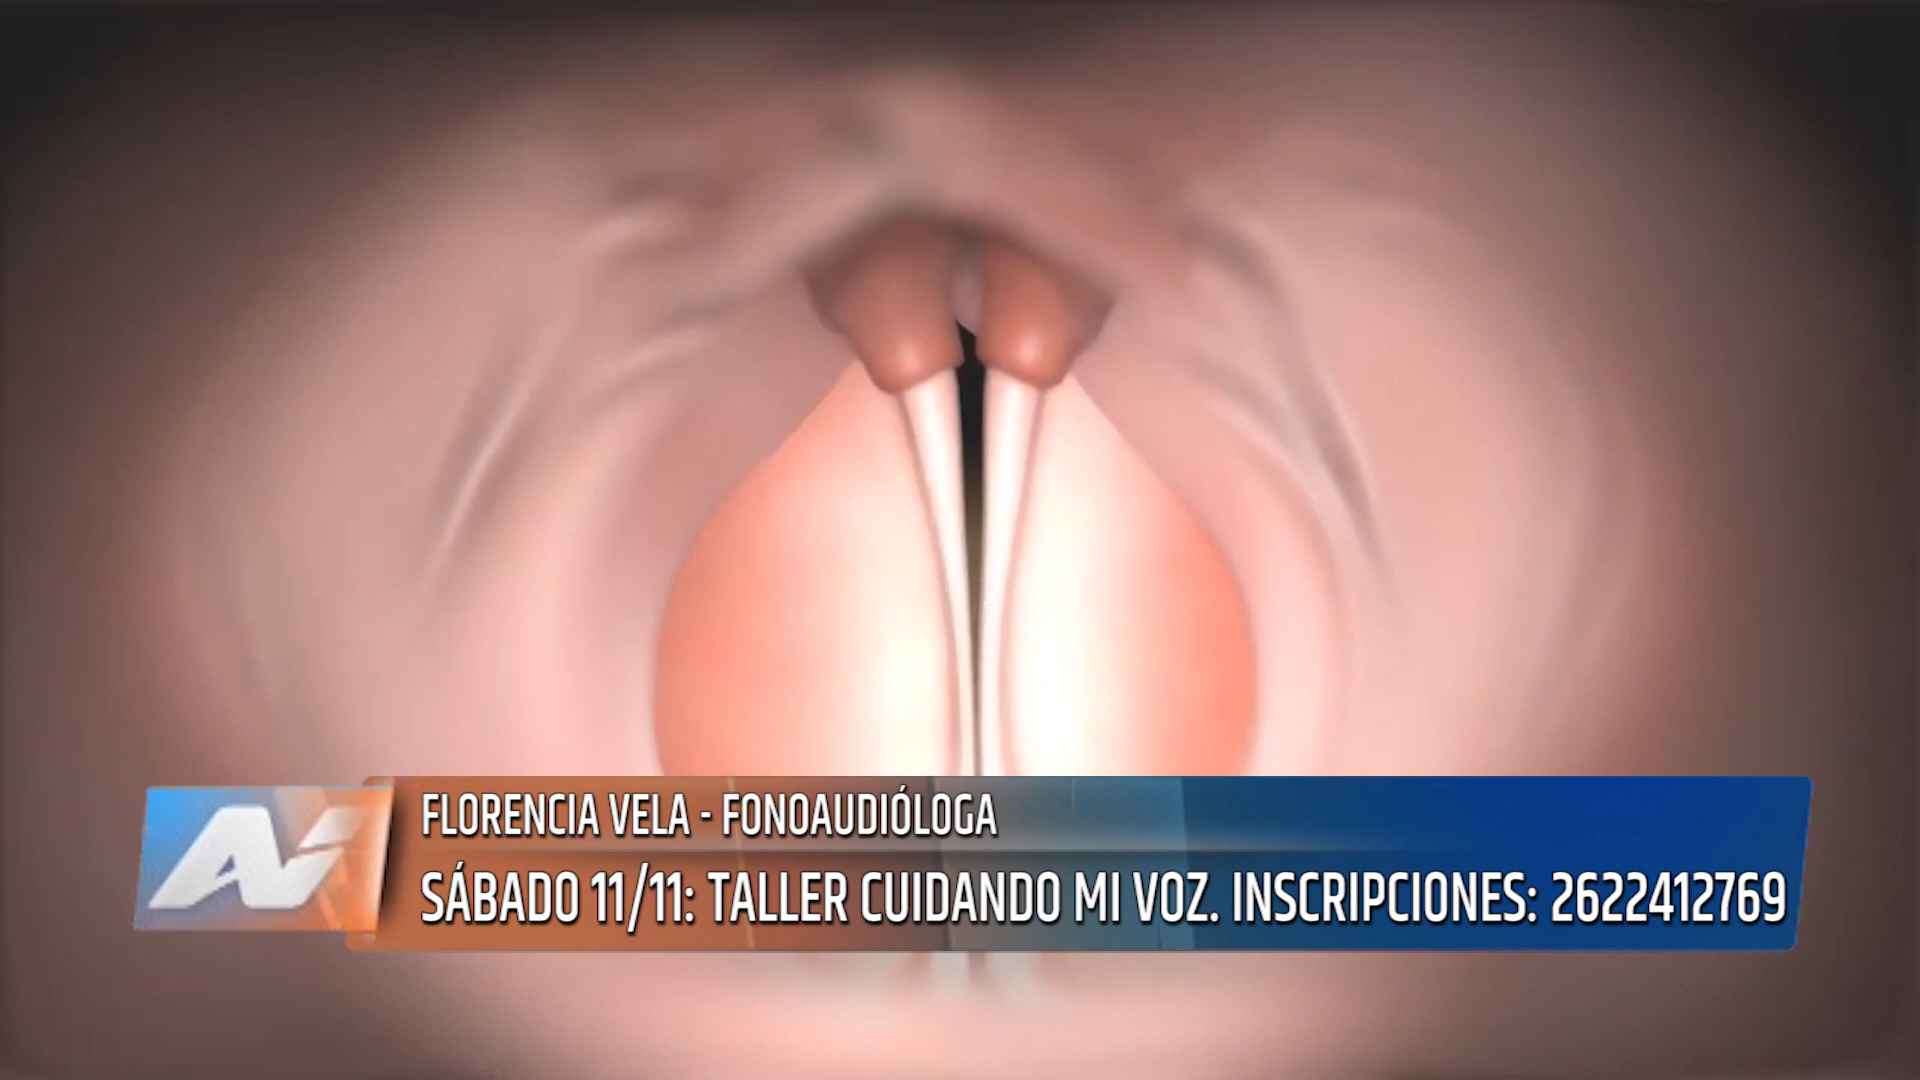 FLORENCIA VELA - FONOAUDIÓLOGA
SÁBADO 11/11: TALLER CUIDANDO MI VOZ. INSCRIPCIONES: 2622412769